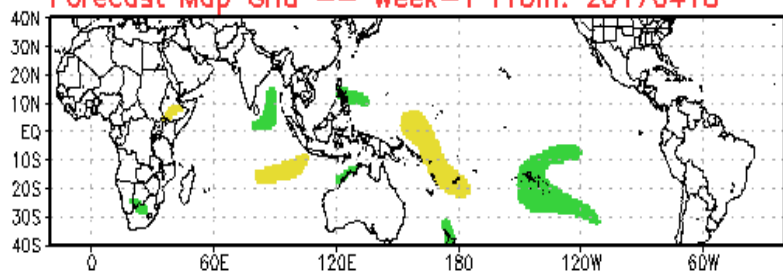 Forecast Map Grid -- Week-1 From: 20170418
40N
30N
20N
10N
EQ
10S
20S
30S
40S
0 60E 120E 180 120W 60W